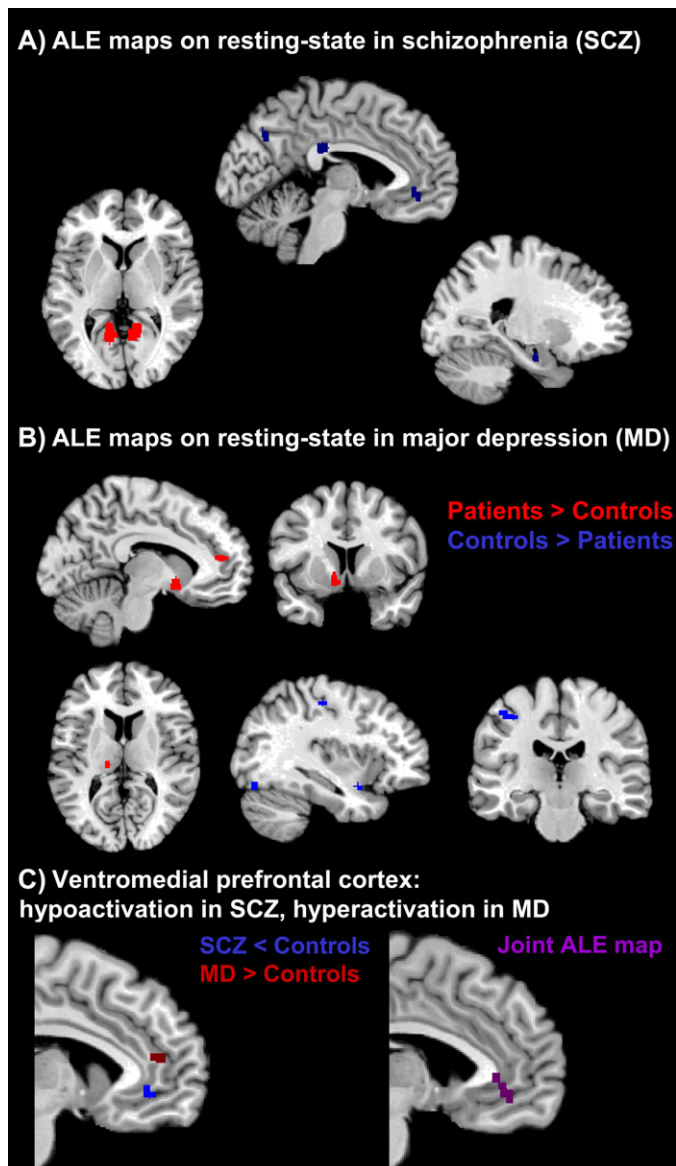 A) ALE maps on resting-state in schizophrenia (SCZ)
B) ALE maps on resting-state in major depression (MD)
Patients > Controls
Controls > Patients
C) Ventromedial prefrontal cortex:
hypoactivation in SCZ, hyperactivation in MD
SCZ < Controls
MD > Controls
Joint ALE map